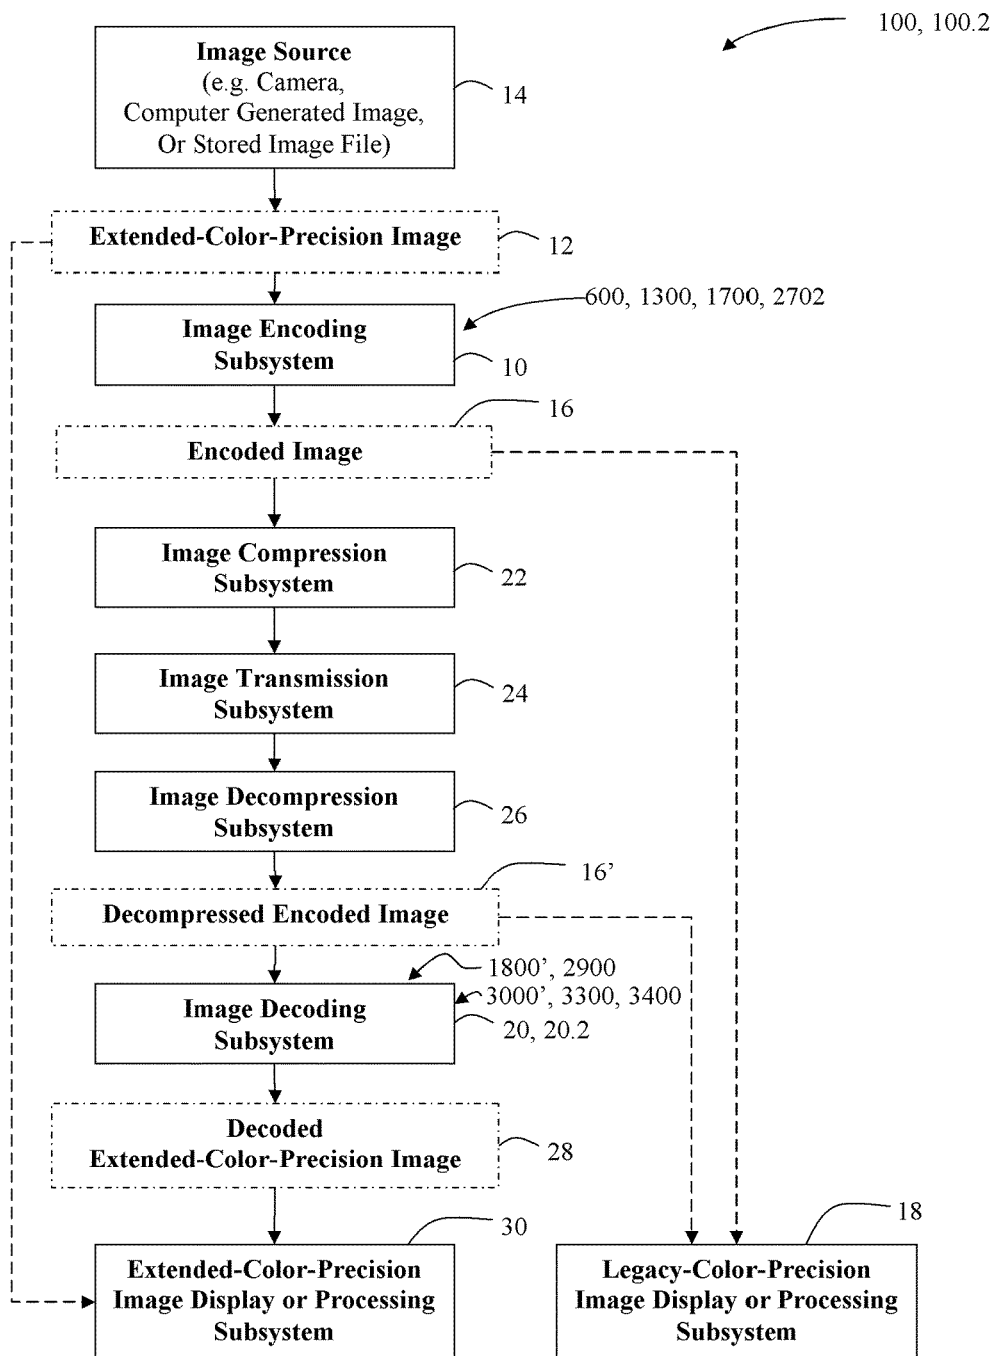 100, 100.2
Image Source
(e.g. Camera,
Computer Generated Image,
Or Stored Image File)
14
Extended-Color-Precision Image
12
600, 1300, 1700, 2702
Image Encoding
Subsystem
10
16
Encoded Image
Image Compression
Subsystem
22
Image Transmission
Subsystem
24
Image Decompression
Subsystem
26
16’
Decompressed Encoded Image
1800’, 2900
3000’, 3300, 3400
Image Decoding
Subsystem
20, 20.2
Decoded
Extended-Color-Precision Image
28
30
Extended-Color-Precision
Image Display or Processing
Subsystem
18
Legacy-Color-Precision
Image Display or Processing
Subsystem